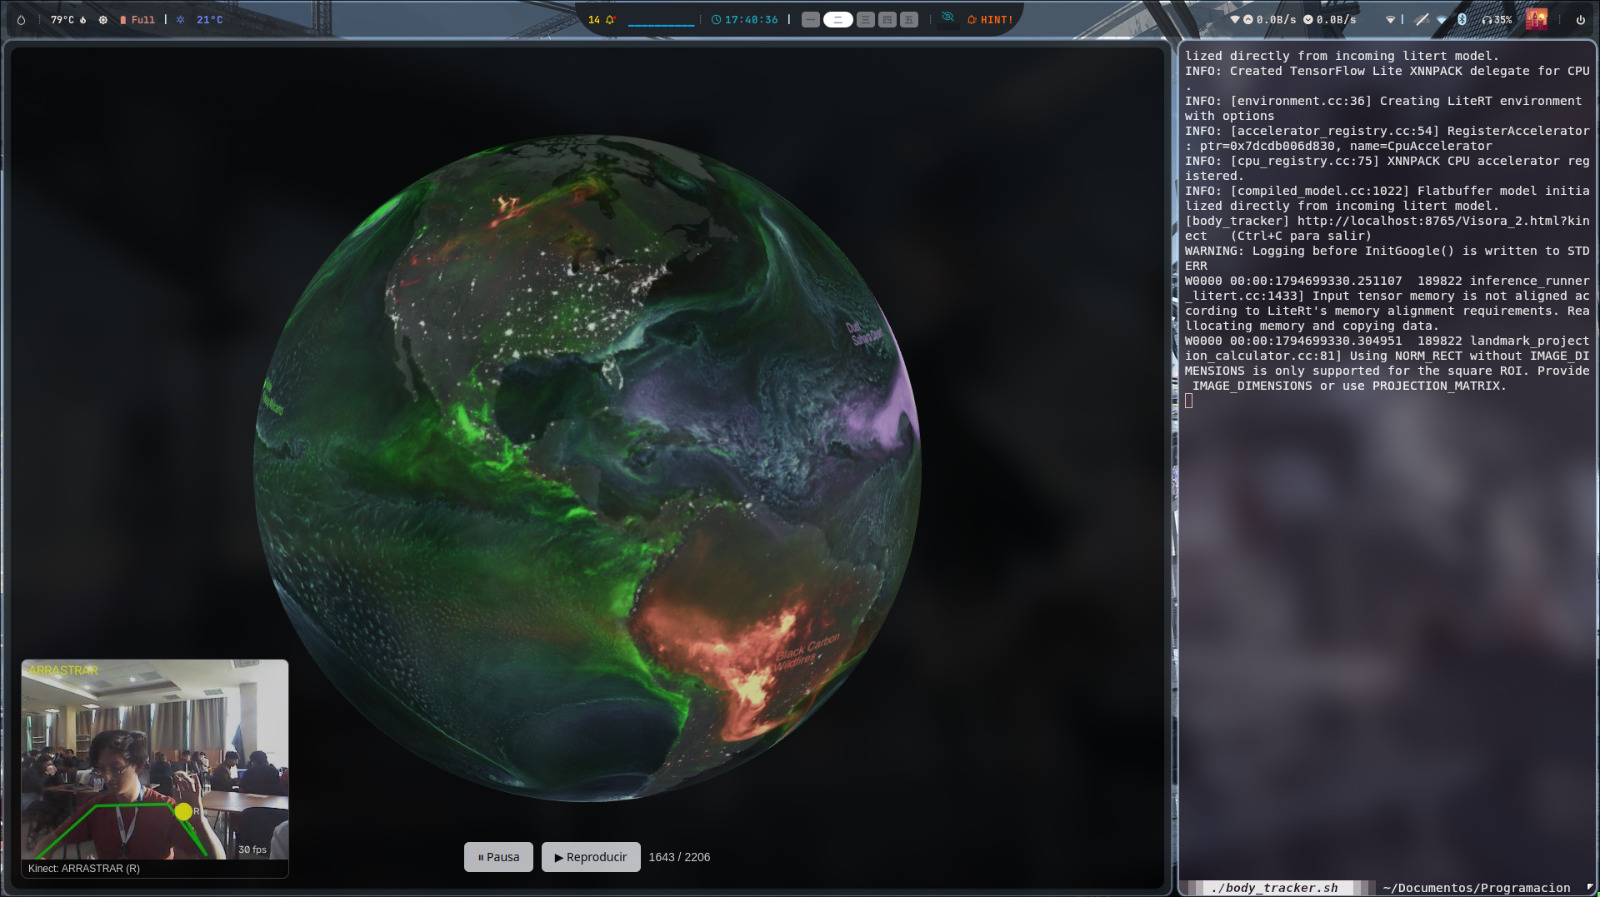 79°C Full | 21°C
14 17:40:36 | 一 二 三 四 五 HINT!
0.0B/s 0.0B/s | 35%
Dust
Black Carbon
Wildfires
ARRASTRAR
R
30 fps
Kinect: ARRASTRAR (R)
Pausa
Reproducir
1643 / 2206
lized directly from incoming litert model.
INFO: Created TensorFlow Lite XNNPACK delegate for CPU
.
INFO: [environment.cc:36] Creating LiteRT environment
with options
INFO: [accelerator_registry.cc:54] RegisterAccelerator
: ptr=0x7dcdb006d830, name=CpuAccelerator
INFO: [cpu_registry.cc:75] XNNPACK CPU accelerator reg
istered.
INFO: [compiled_model.cc:1022] Flatbuffer model initia
lized directly from incoming litert model.
[body_tracker] http://localhost:8765/Visora_2.html?kin
ect   (Ctrl+C para salir)
WARNING: Logging before InitGoogle() is written to STD
ERR
W0000 00:00:1794699330.251107  189822 inference_runner
_litert.cc:1433] Input tensor memory is not aligned ac
cording to LiteRt's memory alignment requirements. Rea
llocating memory and copying data.
W0000 00:00:1794699330.304951  189822 landmark_project
ion_calculator.cc:81] Using NORM_RECT without IMAGE_DI
MENSIONS is only supported for the square ROI. Provide
 IMAGE_DIMENSIONS or use PROJECTION_MATRIX.
./body_tracker.sh ~/Documentos/Programacion